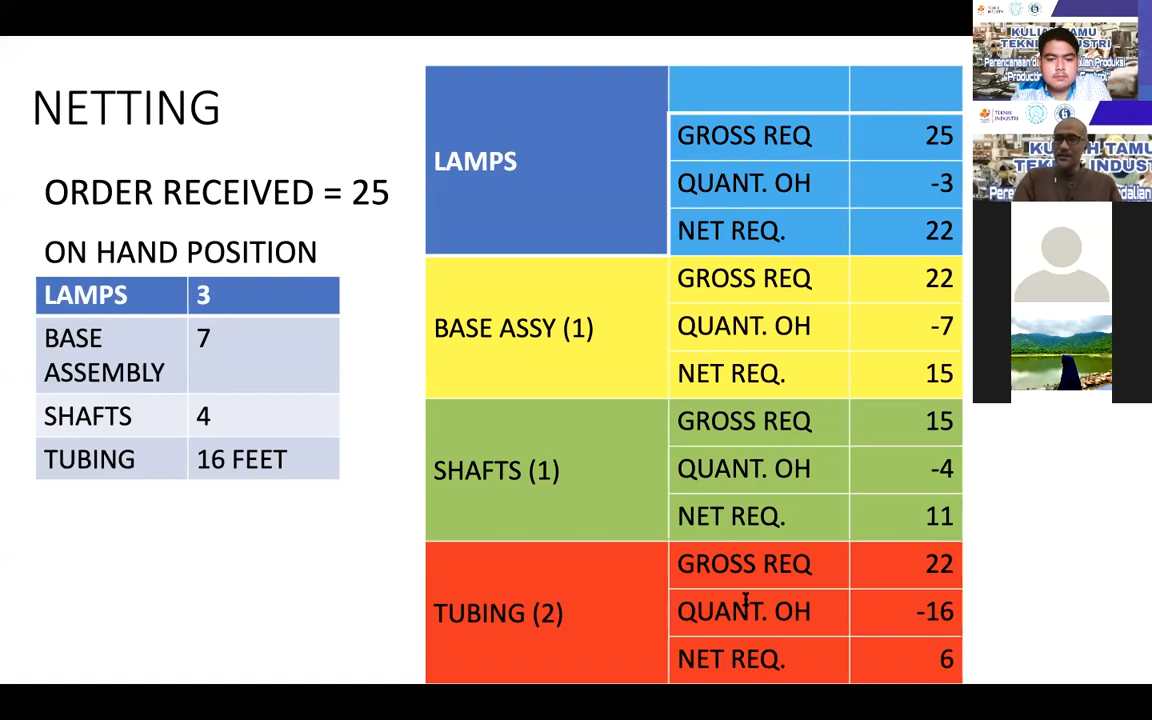 NETTING
ORDER RECEIVED = 25
ON HAND POSITION
LAMPS 3
BASE ASSEMBLY 7
SHAFTS 4
TUBING 16 FEET
LAMPS
GROSS REQ 25
QUANT. OH -3
NET REQ. 22
BASE ASSY (1)
GROSS REQ 22
QUANT. OH -7
NET REQ. 15
SHAFTS (1)
GROSS REQ 15
QUANT. OH -4
NET REQ. 11
TUBING (2)
GROSS REQ 22
QUANT. OH -16
NET REQ. 6
KULIAH TAMU
TEKNIK INDUSTRI
TEKNIK
INDUSTRI